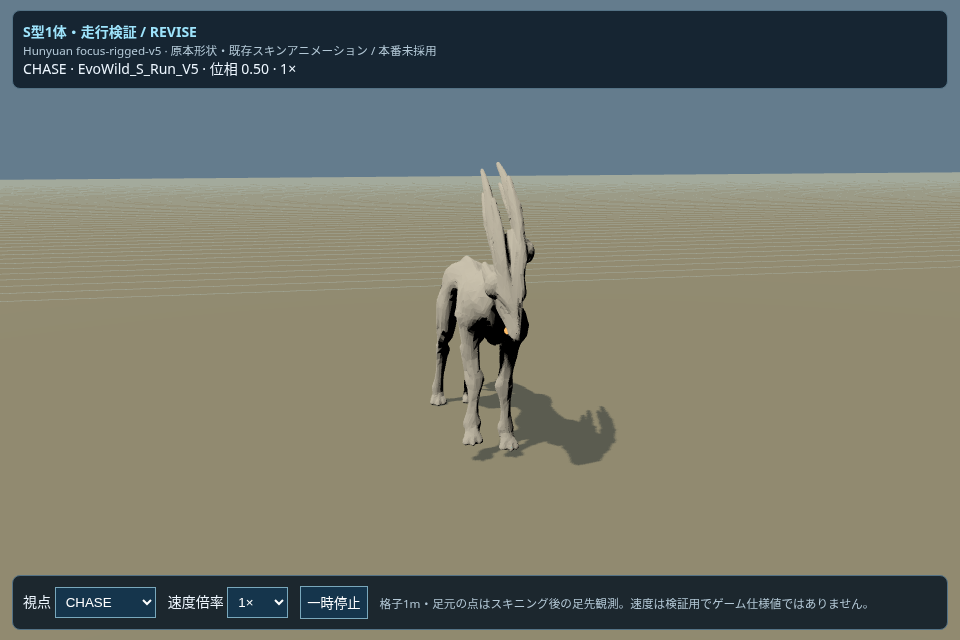 S型1体・走行検証 / REVISE
Hunyuan focus-rigged-v5 · 原本形状・既存スキンアニメーション / 本番未採用
CHASE · EvoWild_S_Run_V5 · 位相 0.50 · 1×
視点 CHASE 速度倍率 1× 一時停止 格子1m・足元の点はスキニング後の足先観測。速度は検証用でゲーム仕様値ではありません。